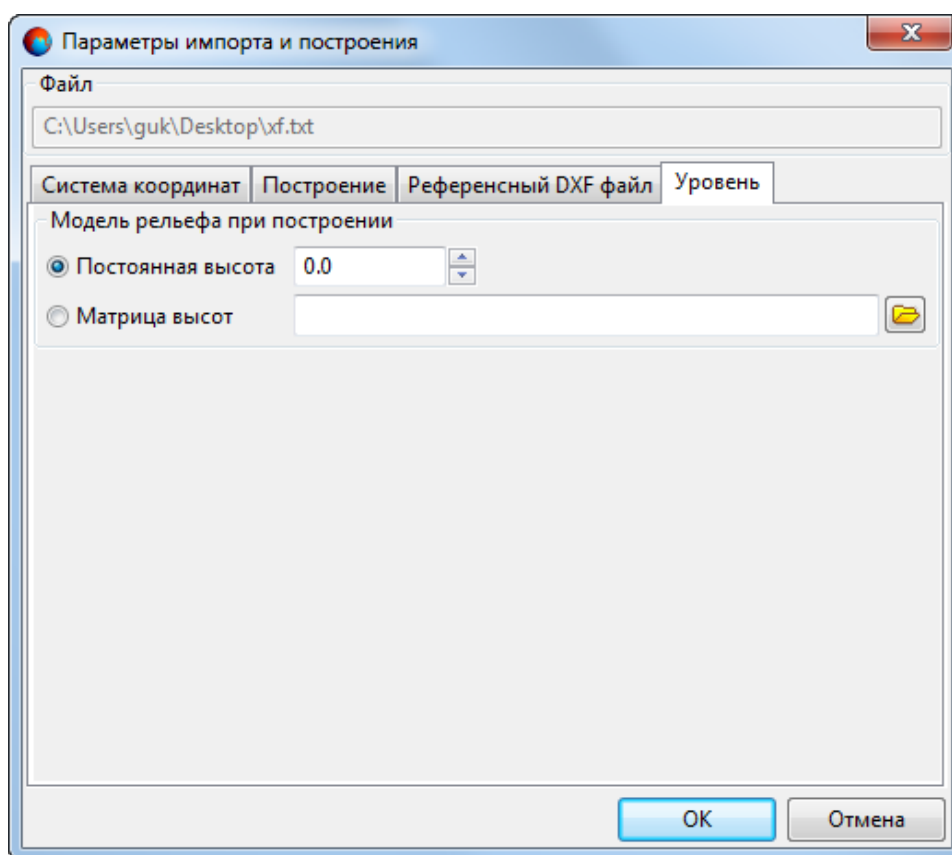 Параметры импорта и построения
Файл
C:\Users\guk\Desktop\xf.txt
Система координат Построение Референсный DXF файл Уровень
Модель рельефа при построении
Постоянная высота 0.0
Матрица высот
OK Отмена